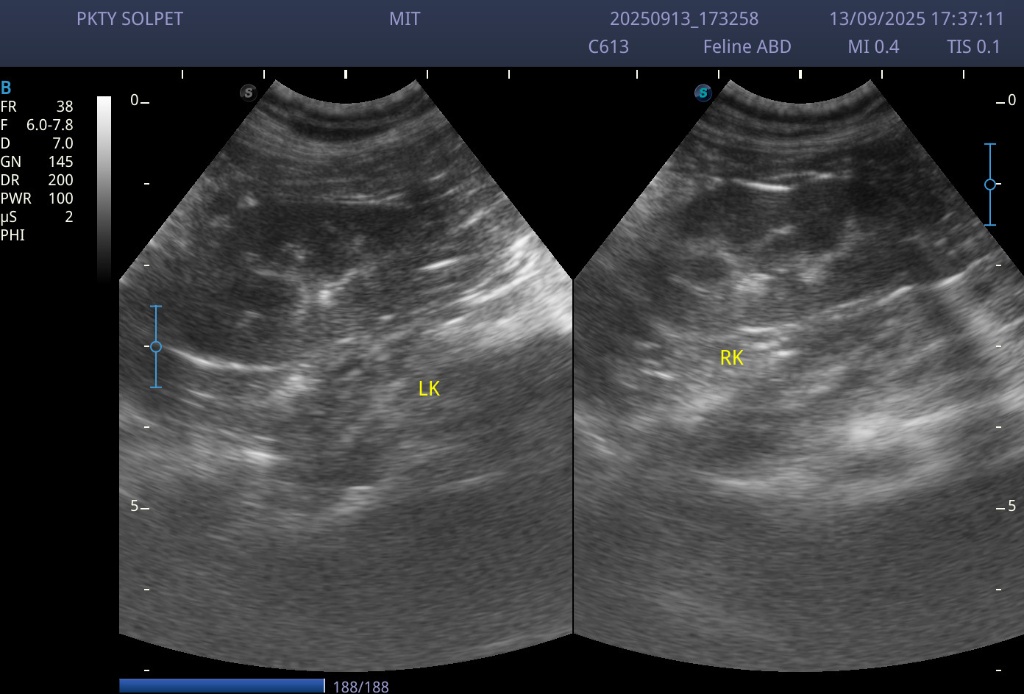 PKTY SOLPET MIT 20250913_173258 13/09/2025 17:37:11
C613 Feline ABD MI 0.4 TIS 0.1
B
FR 38
F 6.0-7.8
D 7.0
GN 145
DR 200
PWR 100
µS 2
PHI
0
S
S
0
RK
LK
5
5
188/188